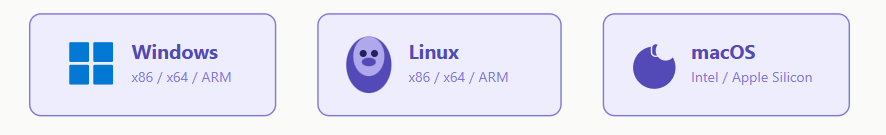 Windows
x86 / x64 / ARM
Linux
x86 / x64 / ARM
macOS
Intel / Apple Silicon